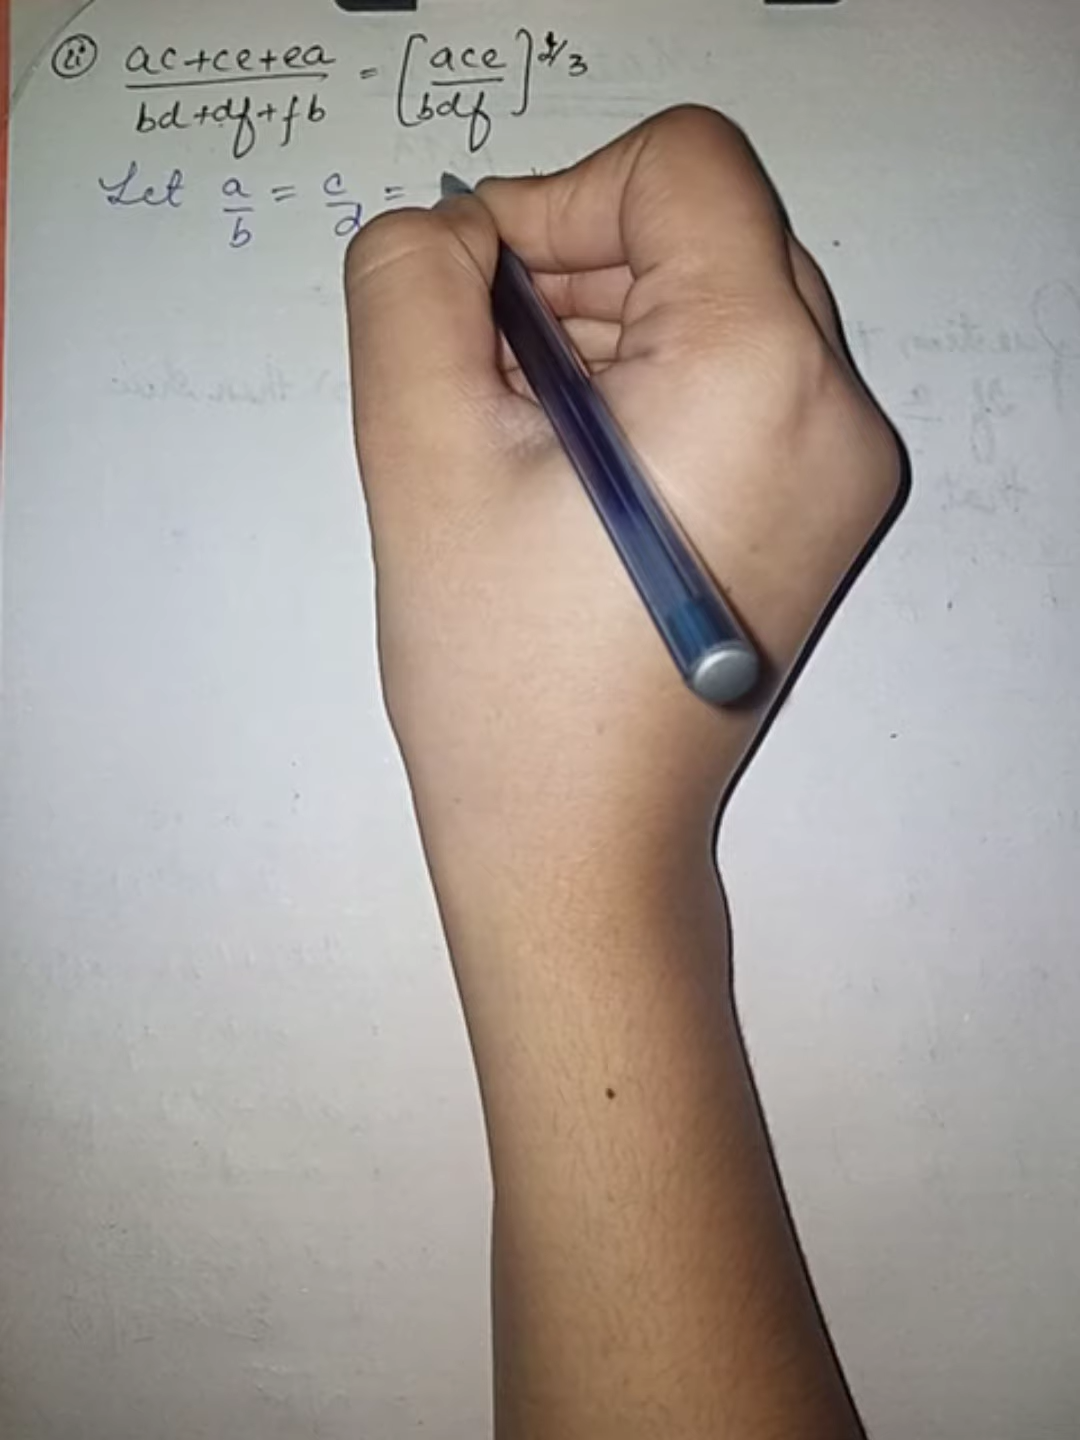 (ii) (ac+ce+ea)/(bd+df+fb) = [ace/bdf]^2/3
Let a/b = c/d =